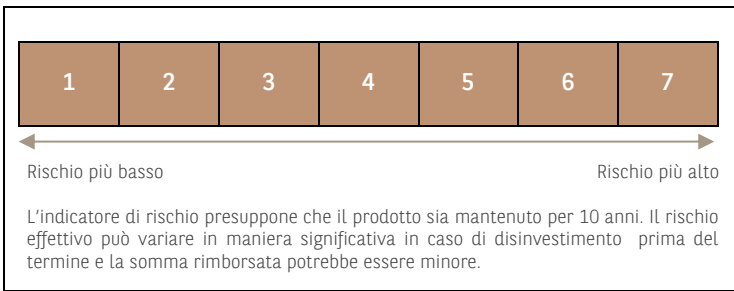 1 2 3 4 5 6 7
Rischio più basso Rischio più alto
L'indicatore di rischio presuppone che il prodotto sia mantenuto per 10 anni. Il rischio
effettivo può variare in maniera significativa in caso di disinvestimento prima del
termine e la somma rimborsata potrebbe essere minore.